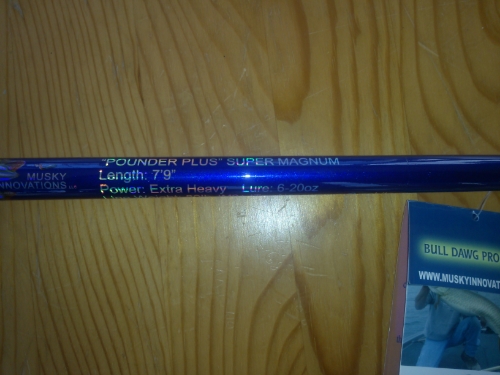 "POUNDER PLUS" SUPER MAGNUM
MUSKY
INNOVATIONS
Length: 7'9"
Power: Extra Heavy Lure: 6-20oz
BULL DAWG PRO
WWW.MUSKYINNOVAT